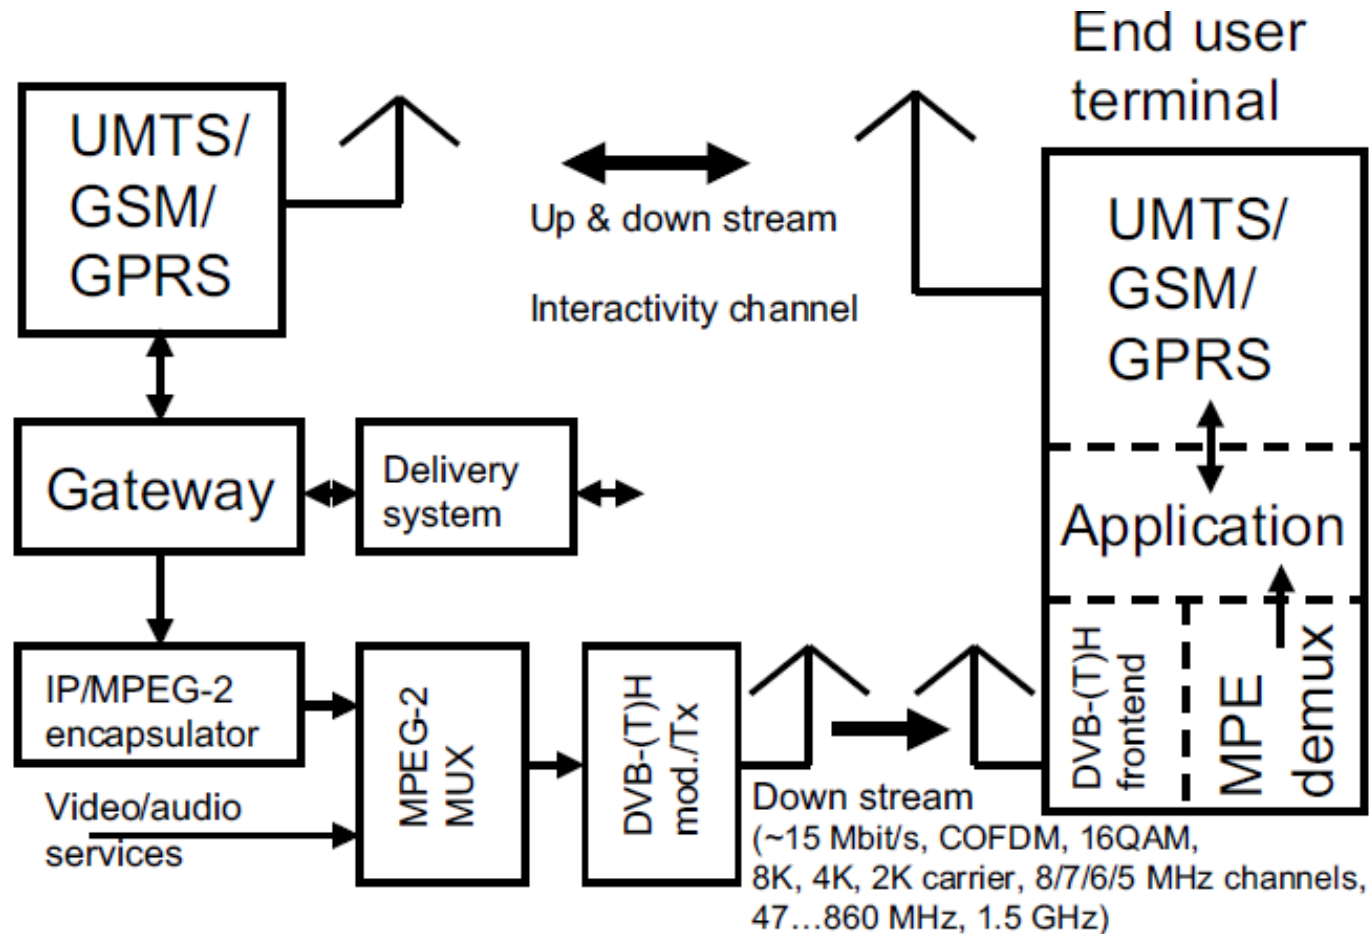 End user
terminal
UMTS/
GSM/
GPRS
Up & down stream
Interactivity channel
UMTS/
GSM/
GPRS
Gateway
Delivery
system
Application
IP/MPEG-2
encapsulator
Video/audio
services
MPEG-2
MUX
DVB-(T)H
mod./Tx
DVB-(T)H
frontend
MPE
demux
Down stream
(~15 Mbit/s, COFDM, 16QAM,
8K, 4K, 2K carrier, 8/7/6/5 MHz channels,
47...860 MHz, 1.5 GHz)